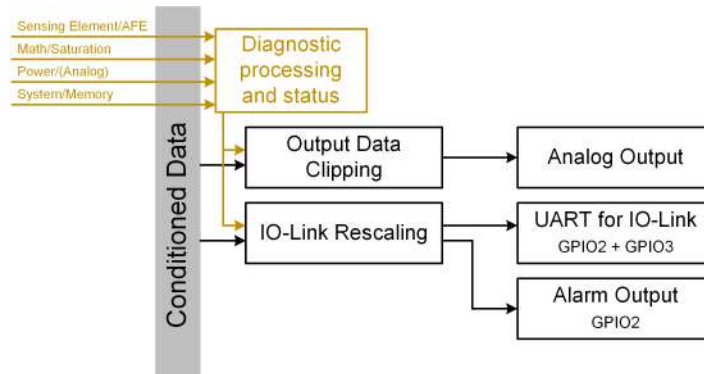 Sensing Element/AFE
Math/Saturation
Power/(Analog)
System/Memory
Diagnostic
processing
and status
Conditioned Data
Output Data
Clipping
Analog Output
IO-Link Rescaling
UART for IO-Link
GPIO2 + GPIO3
Alarm Output
GPIO2